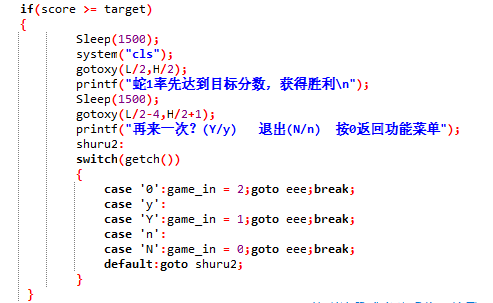 if(score >= target)
{
Sleep(1500);
system("cls");
gotoxy(L/2,H/2);
printf("蛇1率先达到目标分数，获得胜利\n");
Sleep(1500);
gotoxy(L/2-4,H/2+1);
printf("再来一次？(Y/y)   退出(N/n)  按0返回功能菜单");
shuru2:
switch(getch())
{
case '0':game_in = 2;goto eee;break;
case 'y':
case 'Y':game_in = 1;goto eee;break;
case 'n':
case 'N':game_in = 0;goto eee;break;
default:goto shuru2;
}
}